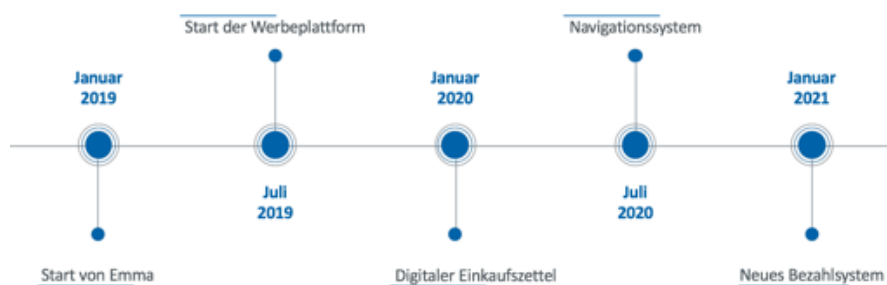 Start der Werbeplattform
Navigationssystem
Januar
2019
Januar
2020
Januar
2021
Juli
2019
Juli
2020
Start von Emma
Digitaler Einkaufszettel
Neues Bezahlsystem